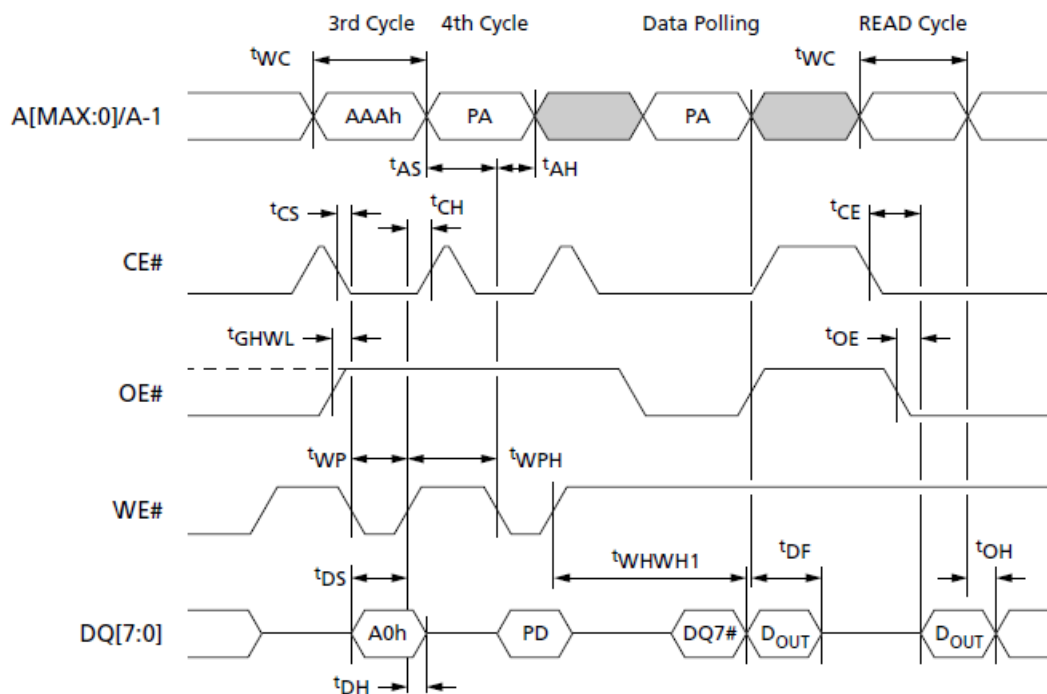 3rd Cycle 4th Cycle Data Polling READ Cycle
tWC tWC
A[MAX:0]/A-1 AAAh PA PA
tAS tAH
tCS tCH tCE
CE#
tGHWL tOE
OE#
tWP tWPH
WE#
tDS tWHWH1 tDF tOH
DQ[7:0] A0h PD DQ7# DOUT DOUT
tDH